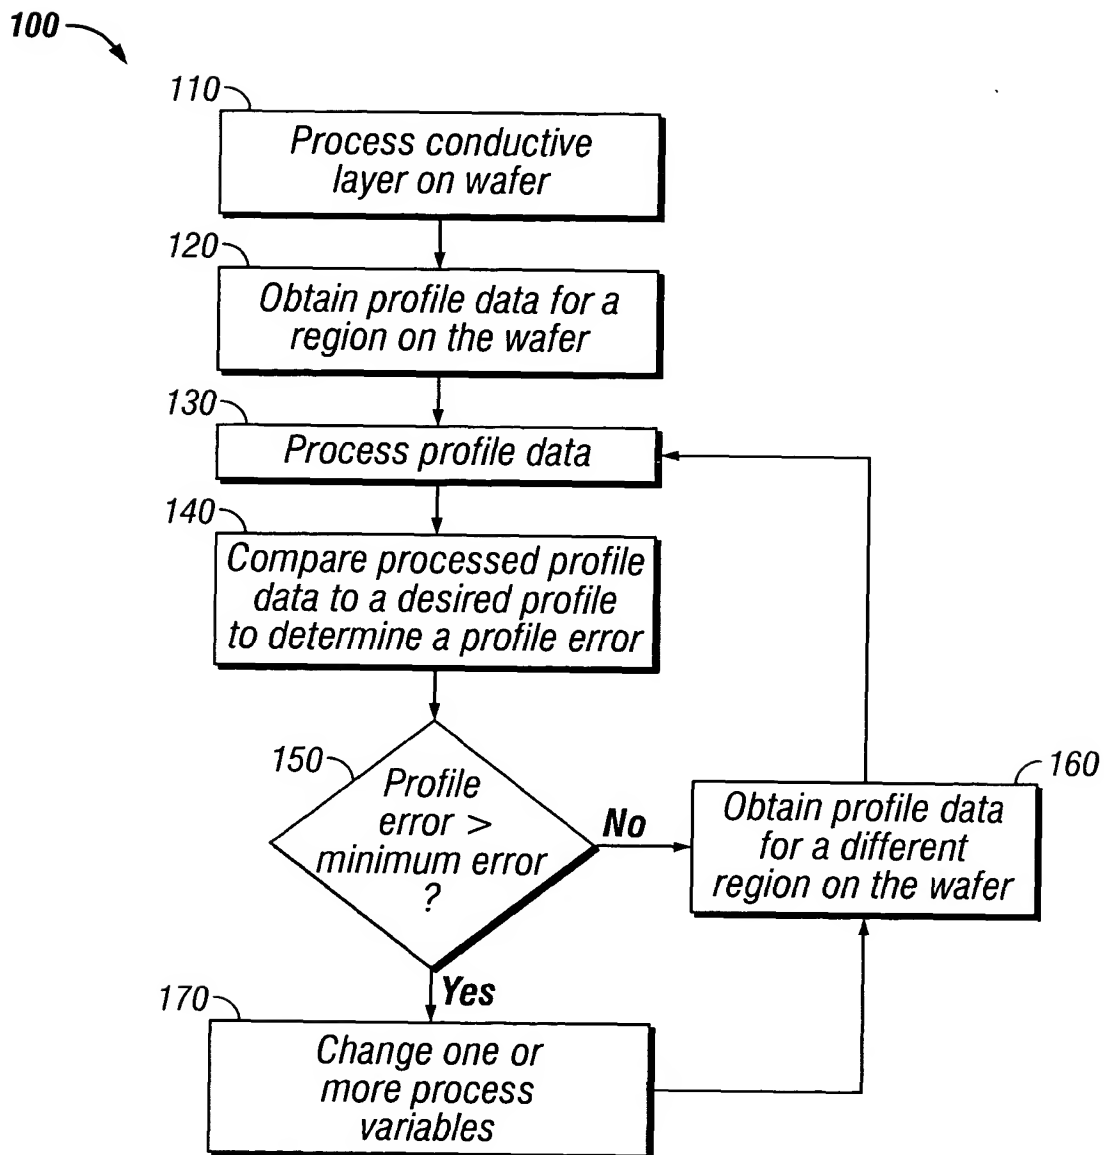 100
110
Process conductive
layer on wafer
120
Obtain profile data for a
region on the wafer
130
Process profile data
140
Compare processed profile
data to a desired profile
to determine a profile error
150
Profile
error >
minimum error
?
No
160
Obtain profile data
for a different
region on the wafer
Yes
170
Change one or
more process
variables